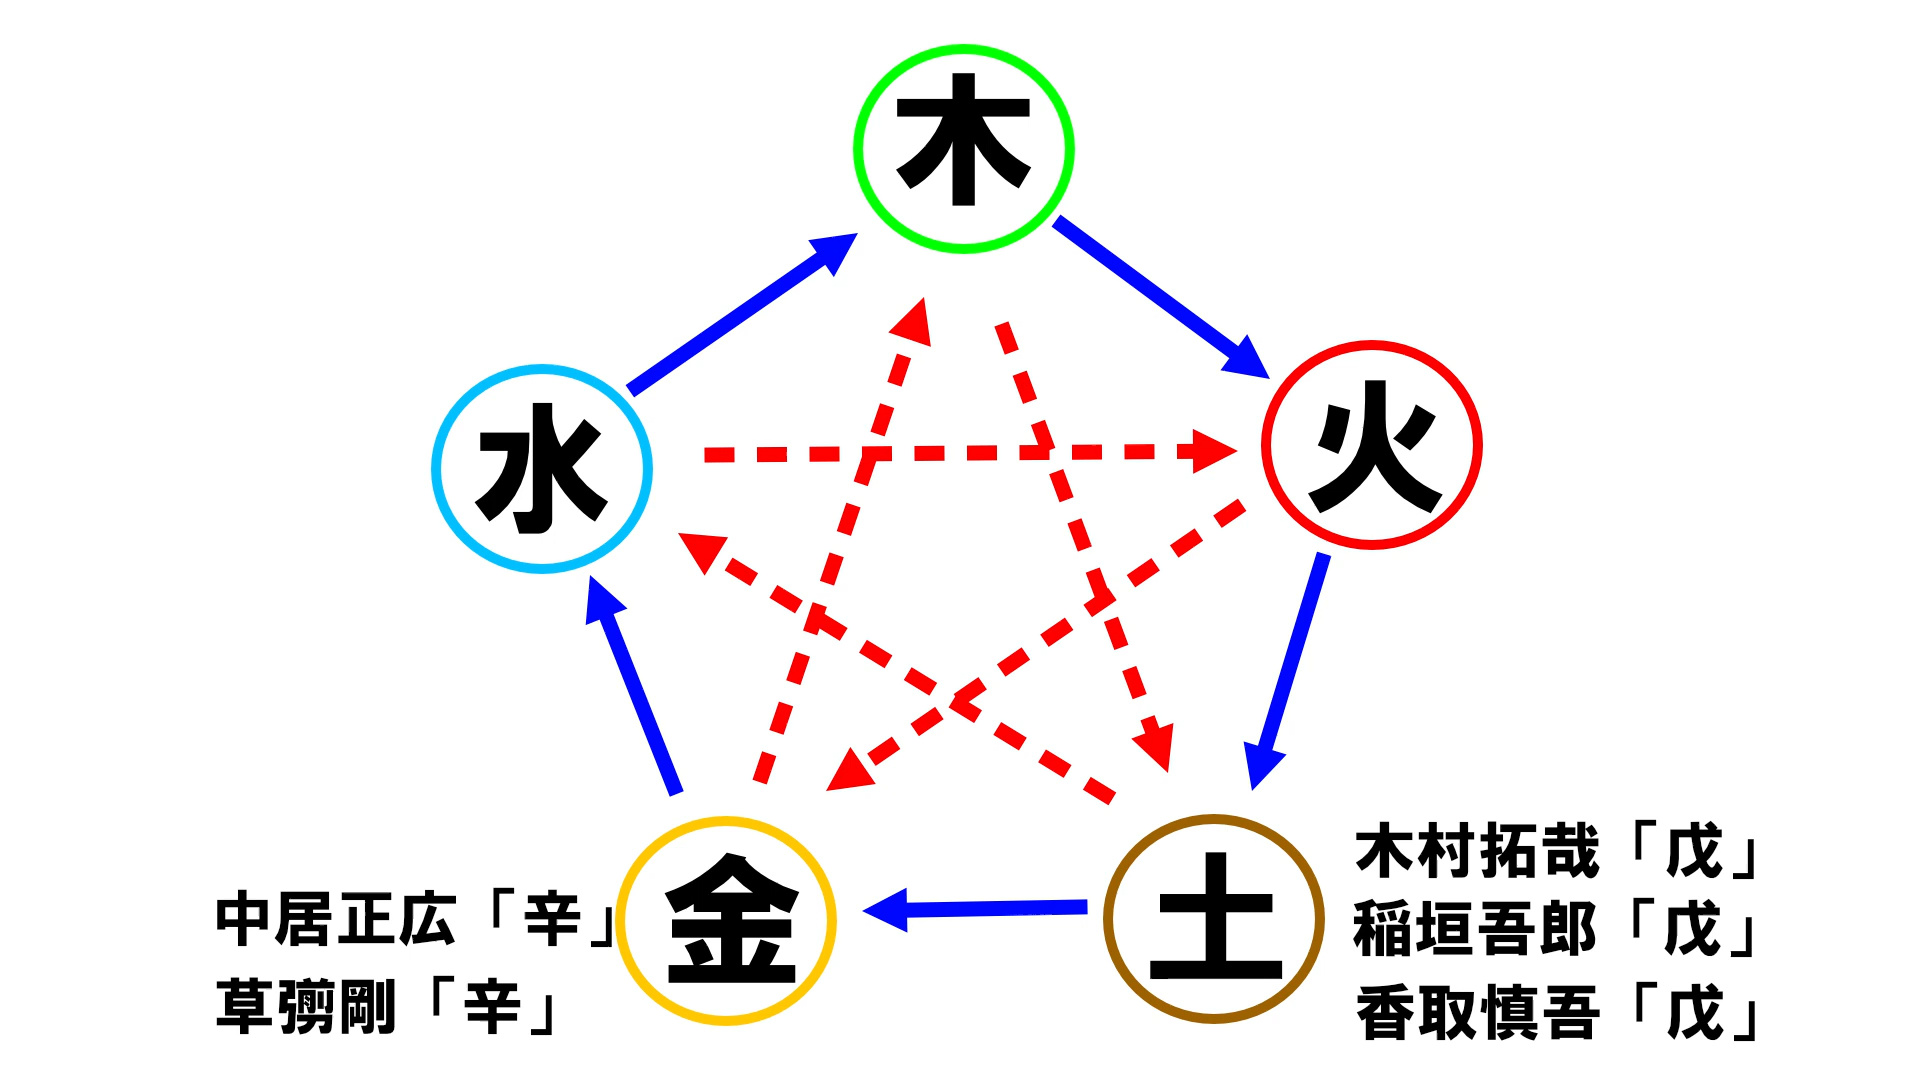 木
火
水
金
土
木村拓哉「戊」
稲垣吾郎「戊」
香取慎吾「戊」
中居正広「辛」
草彅剛「辛」